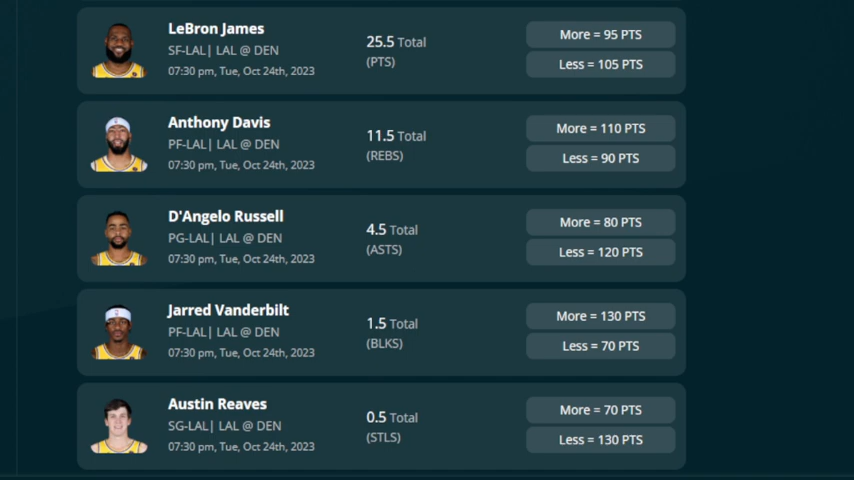 LeBron James
SF-LAL| LAL @ DEN
07:30 pm, Tue, Oct 24th, 2023
25.5 Total
(PTS)
More = 95 PTS
Less = 105 PTS
Anthony Davis
PF-LAL| LAL @ DEN
07:30 pm, Tue, Oct 24th, 2023
11.5 Total
(REBS)
More = 110 PTS
Less = 90 PTS
D'Angelo Russell
PG-LAL| LAL @ DEN
07:30 pm, Tue, Oct 24th, 2023
4.5 Total
(ASTS)
More = 80 PTS
Less = 120 PTS
Jarred Vanderbilt
PF-LAL| LAL @ DEN
07:30 pm, Tue, Oct 24th, 2023
1.5 Total
(BLKS)
More = 130 PTS
Less = 70 PTS
Austin Reaves
SG-LAL| LAL @ DEN
07:30 pm, Tue, Oct 24th, 2023
0.5 Total
(STLS)
More = 70 PTS
Less = 130 PTS